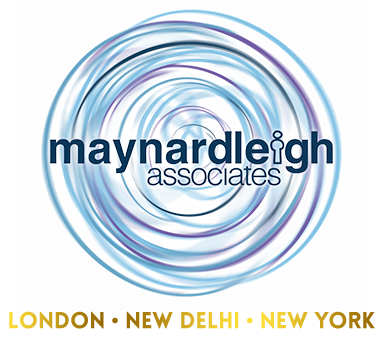 maynardleigh
associates
LONDON • NEW DELHI • NEW YORK